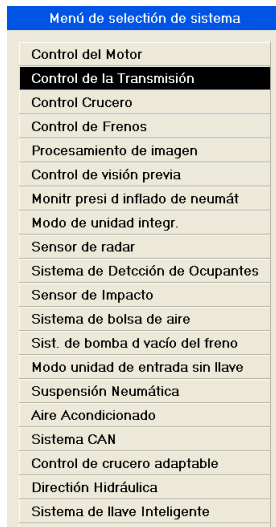 Menú de selectión de sistema
Control del Motor
Control de la Transmisión
Control Crucero
Control de Frenos
Procesamiento de imagen
Control de visión previa
Monitr presi d inflado de neumát
Modo de unidad integr.
Sensor de radar
Sistema de Detcción de Ocupantes
Sensor de Impacto
Sistema de bolsa de aire
Sist. de bomba d vacío del freno
Modo unidad de entrada sin llave
Suspensión Neumática
Aire Acondicionado
Sistema CAN
Control de crucero adaptable
Directión Hidráulica
Sistema de llave Inteligente